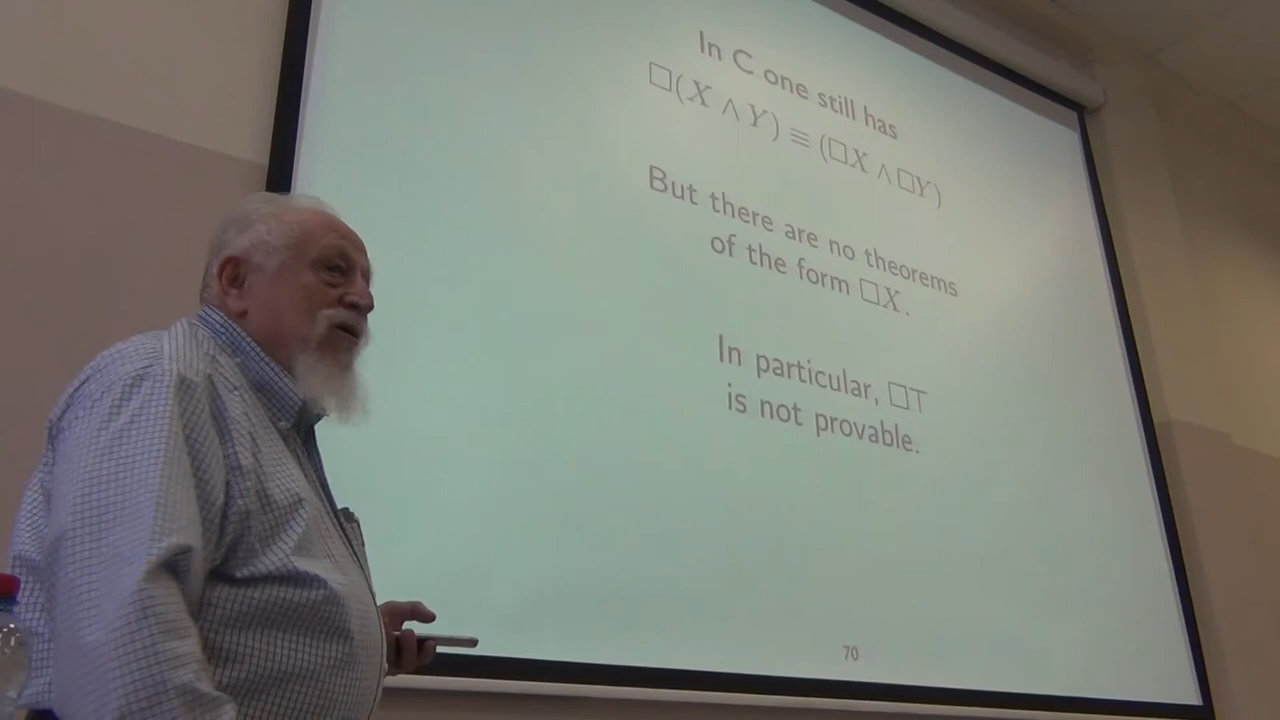 In C one still has
□(X ∧ Y) ≡ (□X ∧ □Y)
But there are no theorems
of the form □X.
In particular, □T
is not provable.
70